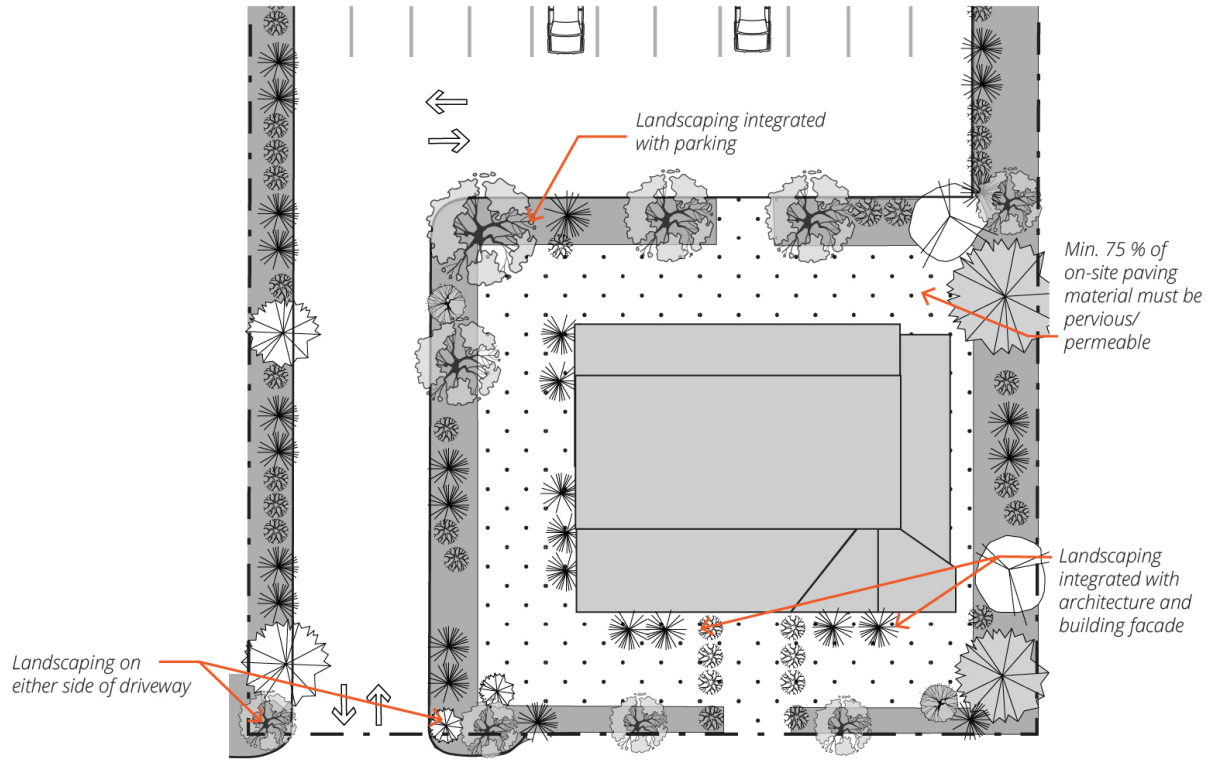 Landscaping integrated
with parking
Min. 75 % of
on-site paving
material must be
pervious/
permeable
Landscaping
integrated with
architecture and
building facade
Landscaping on
either side of driveway